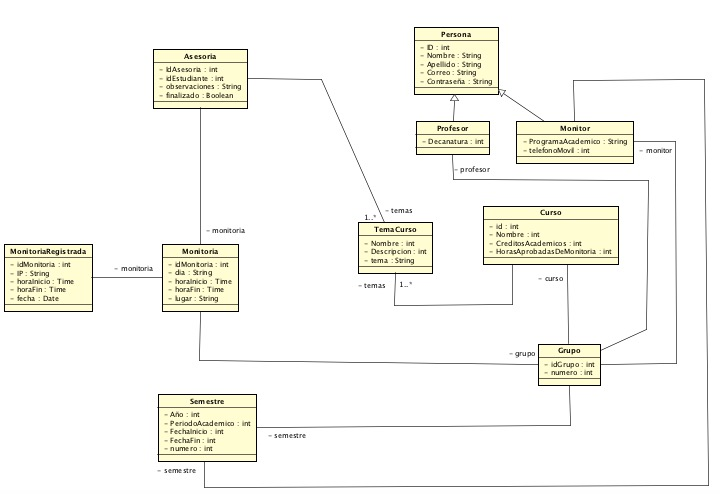 Persona
- ID : int
- Nombre : String
- Apellido : String
- Correo : String
- Contraseña : String
Asesoria
- idAsesoria : int
- idEstudiante : int
- observaciones : String
- finalizado : Boolean
Profesor
- Decanatura : int
Monitor
- ProgramaAcademico : String
- telefonoMovil : int
- monitor
- profesor
- temas
1..*
- monitoria
TemaCurso
- Nombre : int
- Descripcion : int
- tema : String
Curso
- id : int
- Nombre : int
- CreditosAcademicos : int
- HorasAprobadasDeMonitoria : int
MonitoriaRegistrada
- idMonitoria : int
- IP : String
- horaInicio : Time
- horaFin : Time
- fecha : Date
- monitoria
Monitoria
- idMonitoria : int
- dia : String
- horaInicio : Time
- horaFin : Time
- lugar : String
- temas
1..*
- curso
- grupo
Grupo
- idGrupo : int
- numero : int
Semestre
- Año : int
- PeriodoAcademico : int
- FechaInicio : int
- FechaFin : int
- numero : int
- semestre
- semestre